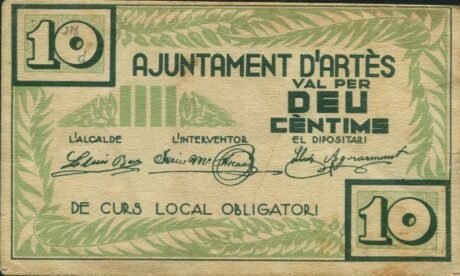 10
AJUNTAMENT D'ARTÈS
VAL PER
DEU
CÈNTIMS
L'ALCALDE L'INTERVENTOR EL DIPOSITARI
DE CURS LOCAL OBLIGATORI
10